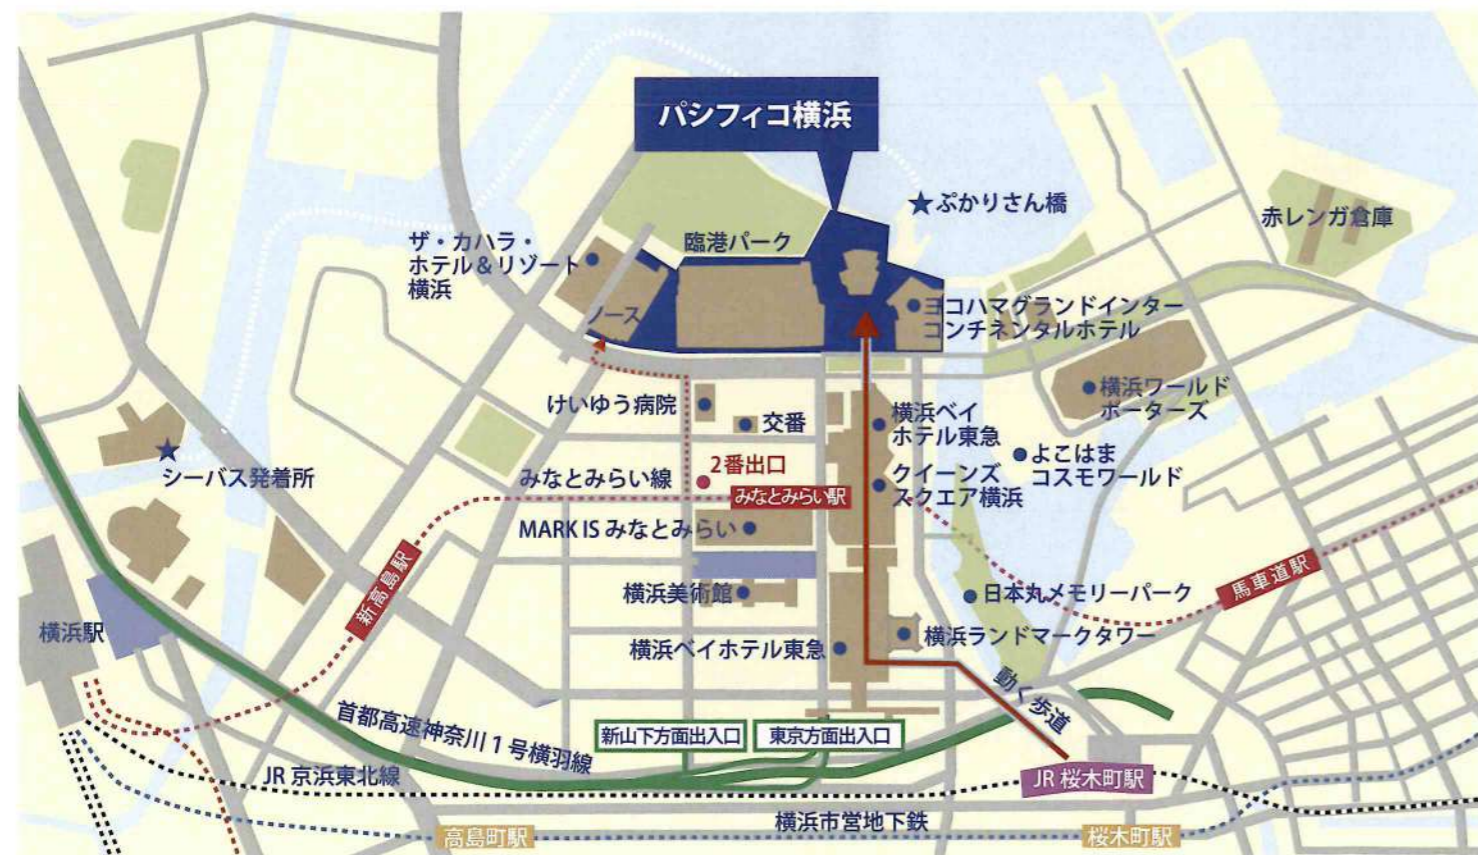 パシフィコ横浜
ぷかりさん橋
赤レンガ倉庫
ザ・カハラ・
ホテル&リゾート
横浜
臨港パーク
ノース
ヨコハマグランドインター
コンチネンタルホテル
けいゆう病院
交番
横浜ベイ
ホテル東急
横浜ワールド
ポーターズ
よこはま
コスモワールド
シーバス発着所
みなとみらい線
2番出口
みなとみらい駅
クイーンズ
スクエア横浜
MARK IS みなとみらい
新高島駅
横浜美術館
日本丸メモリーパーク
馬車道駅
横浜駅
横浜ベイホテル東急
横浜ランドマークタワー
動く歩道
首都高速神奈川1号横羽線
新山下方面出入口
東京方面出入口
JR 京浜東北線
JR 桜木町駅
横浜市営地下鉄
高島町駅
桜木町駅